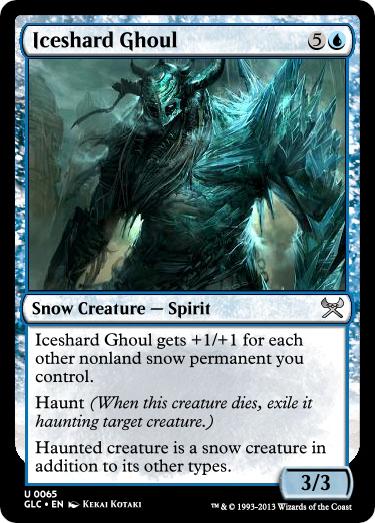 Iceshard Ghoul 5
Snow Creature — Spirit
Iceshard Ghoul gets +1/+1 for each
other nonland snow permanent you
control.
Haunt (When this creature dies, exile it
haunting target creature.)
Haunted creature is a snow creature in
addition to its other types.
3/3
U 0065
GLC • EN Kekai Kotaki
™ & © 1993-2013 Wizards of the Coast